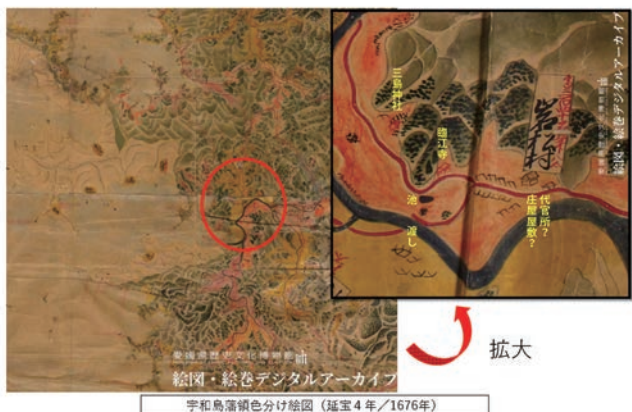 愛媛県歴史文化博物館
絵図・絵巻デジタルアーカイブ
三島神社
臨江寺
池
渡し
代官所?
庄屋屋敷?
絵図・絵巻デジタルアーカイブ
拡大
宇和島藩領色分け絵図(延宝4年/1676年)